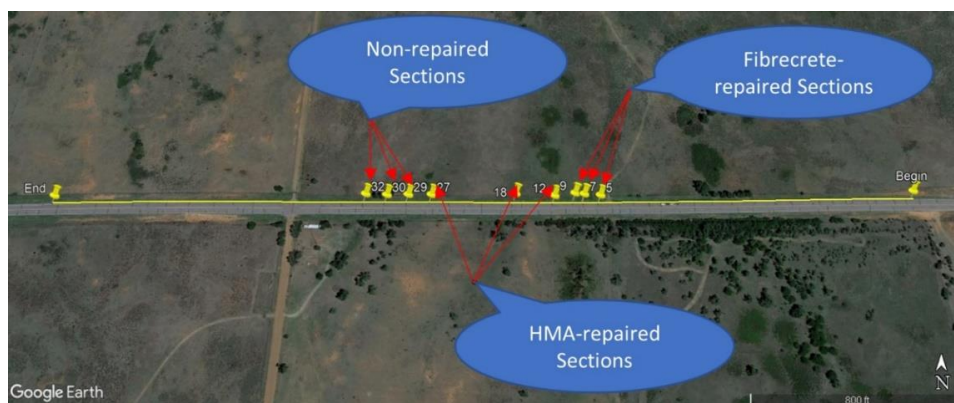 Non-repaired
Sections
Fibrecrete-
repaired Sections
End
32
30
29
27
18
12
9
7
5
Begin
HMA-repaired
Sections
N
Google Earth
800 ft